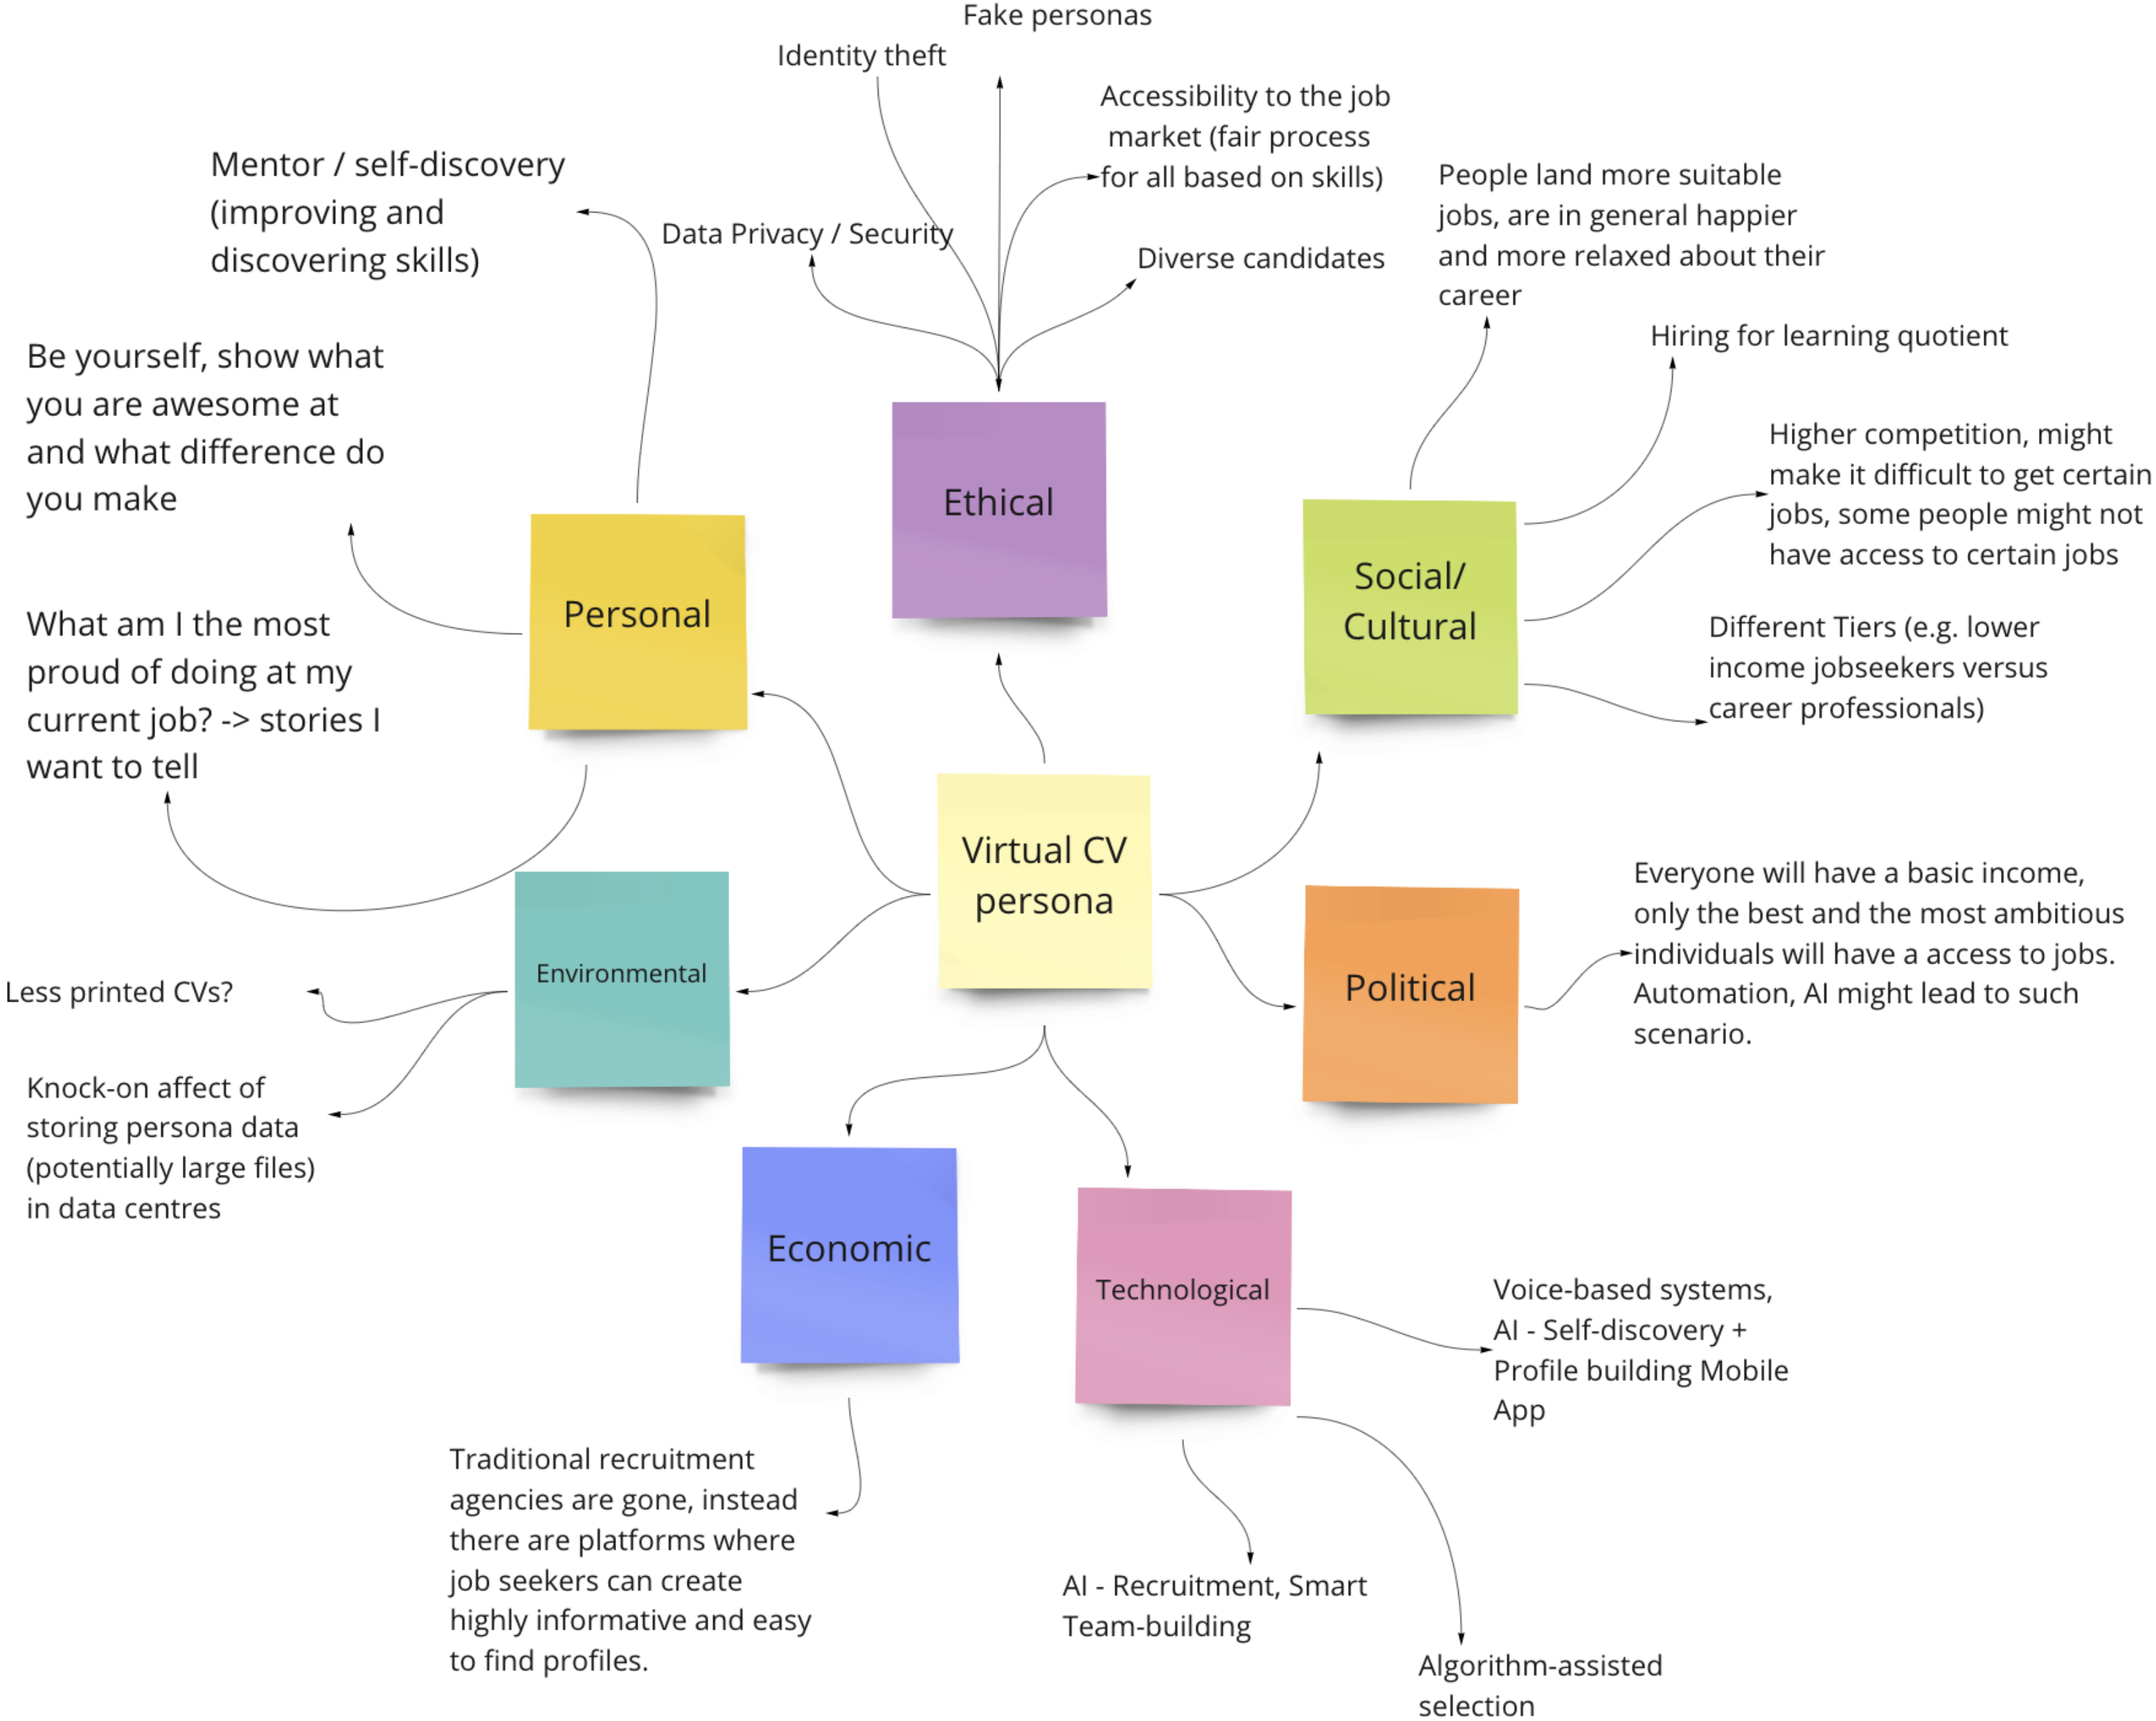 Fake personas
Identity theft
Accessibility to the job
market (fair process
for all based on skills)
Mentor / self-discovery
(improving and
discovering skills)
Data Privacy / Security
Diverse candidates
People land more suitable
jobs, are in general happier
and more relaxed about their
career
Hiring for learning quotient
Be yourself, show what
you are awesome at
and what difference do
you make
Higher competition, might
make it difficult to get certain
jobs, some people might not
have access to certain jobs
Ethical
Social/
Cultural
Personal
What am I the most
proud of doing at my
current job? -> stories I
want to tell
Different Tiers (e.g. lower
income jobseekers versus
career professionals)
Virtual CV
persona
Everyone will have a basic income,
only the best and the most ambitious
individuals will have a access to jobs.
Automation, AI might lead to such
scenario.
Environmental
Political
Less printed CVs?
Knock-on affect of
storing persona data
(potentially large files)
in data centres
Economic
Technological
Voice-based systems,
AI - Self-discovery +
Profile building Mobile
App
Traditional recruitment
agencies are gone, instead
there are platforms where
job seekers can create
highly informative and easy
to find profiles.
AI - Recruitment, Smart
Team-building
Algorithm-assisted
selection